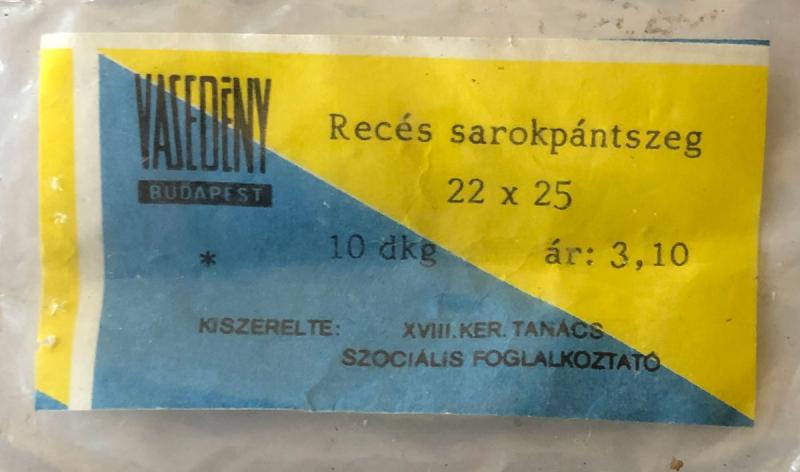 VASEDÉNY
BUDAPEST
Recés sarokpántszeg
22 x 25
* 10 dkg ár: 3,10
KISZERELTE: XVIII.KER. TANÁCS
SZOCIÁLIS FOGLALKOZTATÓ